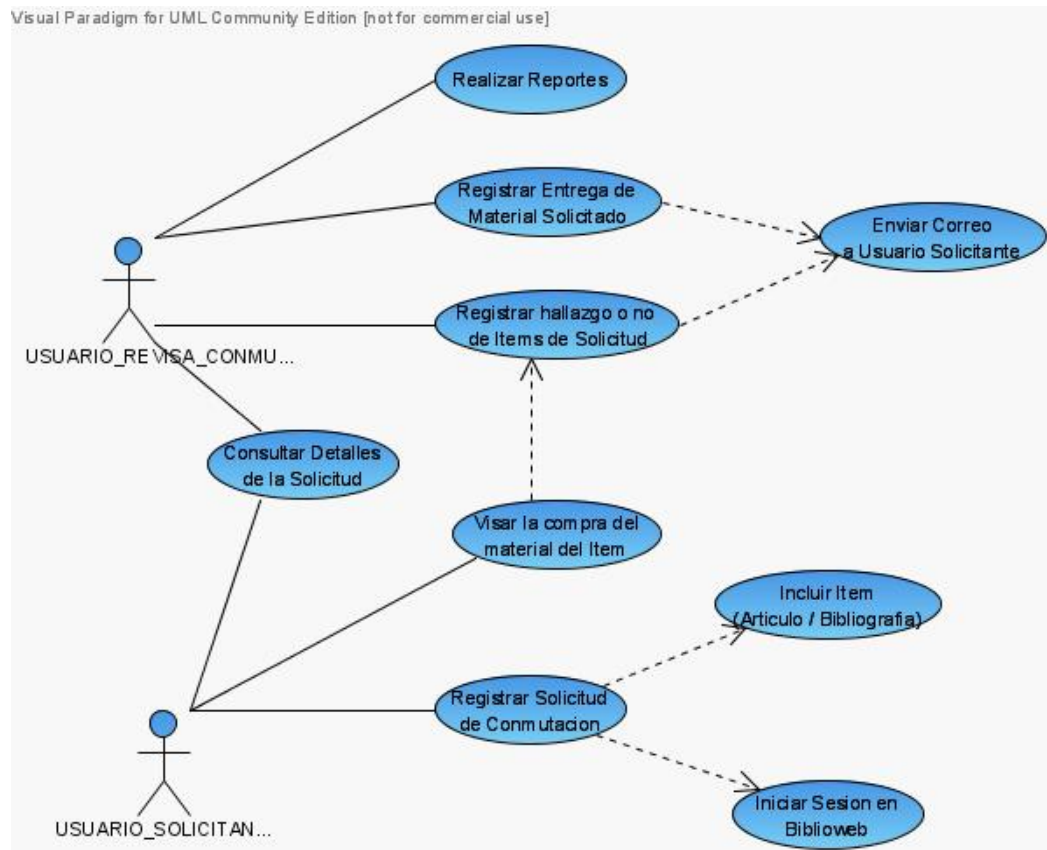 Visual Paradigm for UML Community Edition [not for commercial use]
Realizar Reportes
Registrar Entrega de
Material Solicitado
Enviar Correo
a Usuario Solicitante
Registrar hallazgo o no
de Items de Solicitud
USUARIO_REVISA_CONMU...
Consultar Detalles
de la Solicitud
Visar la compra del
material del Item
Incluir Item
(Articulo / Bibliografia)
Registrar Solicitud
de Conmutacion
Iniciar Sesion en
Biblioweb
USUARIO_SOLICITAN...